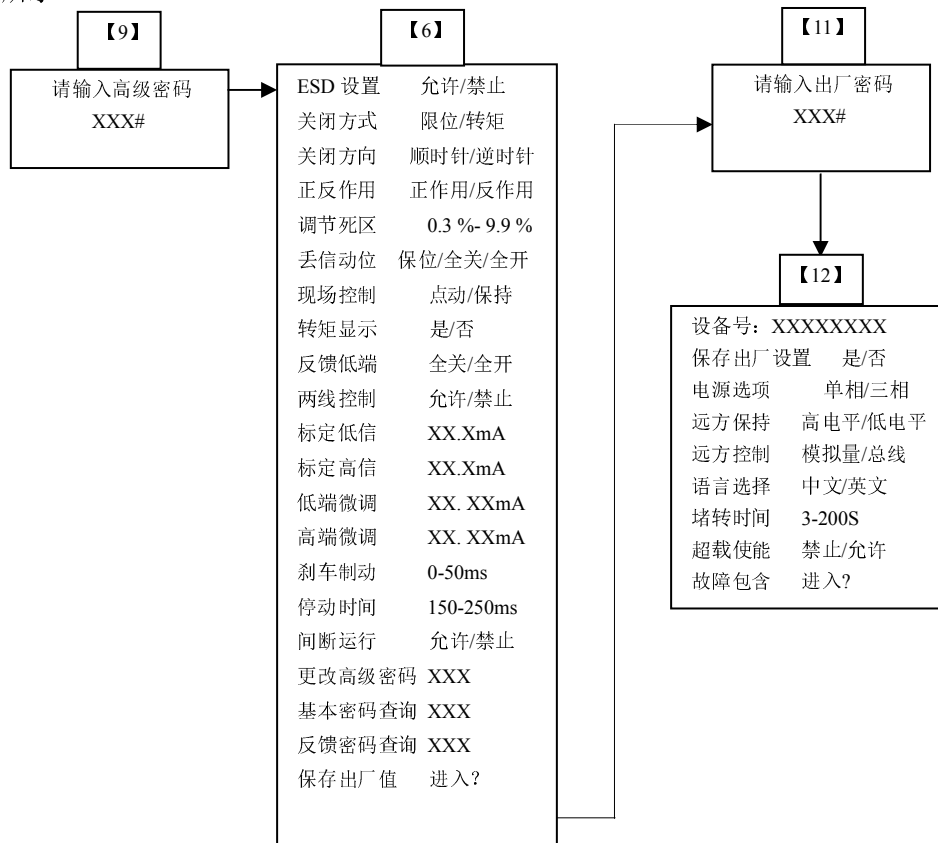 【9】
请输入高级密码
XXX#
【6】
ESD 设置 允许/禁止
关闭方式 限位/转矩
关闭方向 顺时针/逆时针
正反作用 正作用/反作用
调节死区 0.3 %- 9.9 %
丢信动位 保位/全关/全开
现场控制 点动/保持
转矩显示 是/否
反馈低端 全关/全开
两线控制 允许/禁止
标定低信 XX.XmA
标定高信 XX.XmA
低端微调 XX. XXmA
高端微调 XX. XXmA
刹车制动 0-50ms
停动时间 150-250ms
间断运行 允许/禁止
更改高级密码 XXX
基本密码查询 XXX
反馈密码查询 XXX
保存出厂值 进入?
【11】
请输入出厂密码
XXX#
【12】
设备号: XXXXXXXX
保存出厂设置 是/否
电源选项 单相/三相
远方保持 高电平/低电平
远方控制 模拟量/总线
语言选择 中文/英文
堵转时间 3-200S
超载使能 禁止/允许
故障包含 进入?